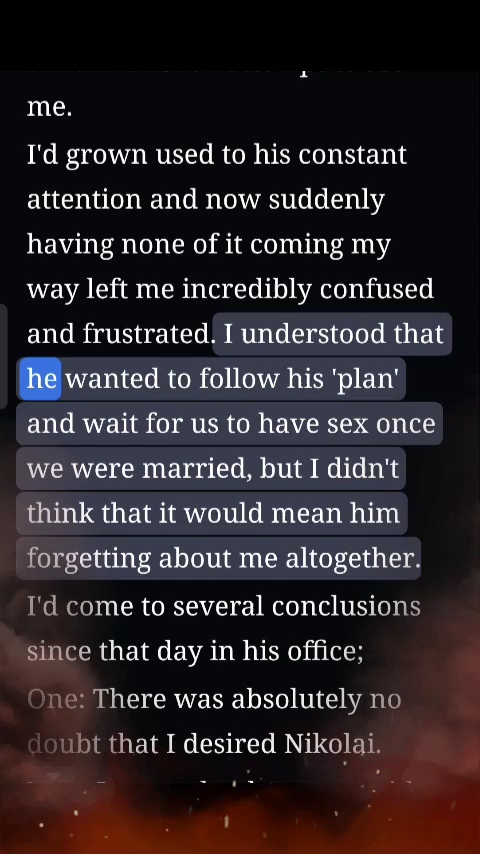 me.
I'd grown used to his constant
attention and now suddenly
having none of it coming my
way left me incredibly confused
and frustrated. I understood that
he wanted to follow his 'plan'
and wait for us to have sex once
we were married, but I didn't
think that it would mean him
forgetting about me altogether.
I'd come to several conclusions
since that day in his office;
One: There was absolutely no
doubt that I desired Nikolai.